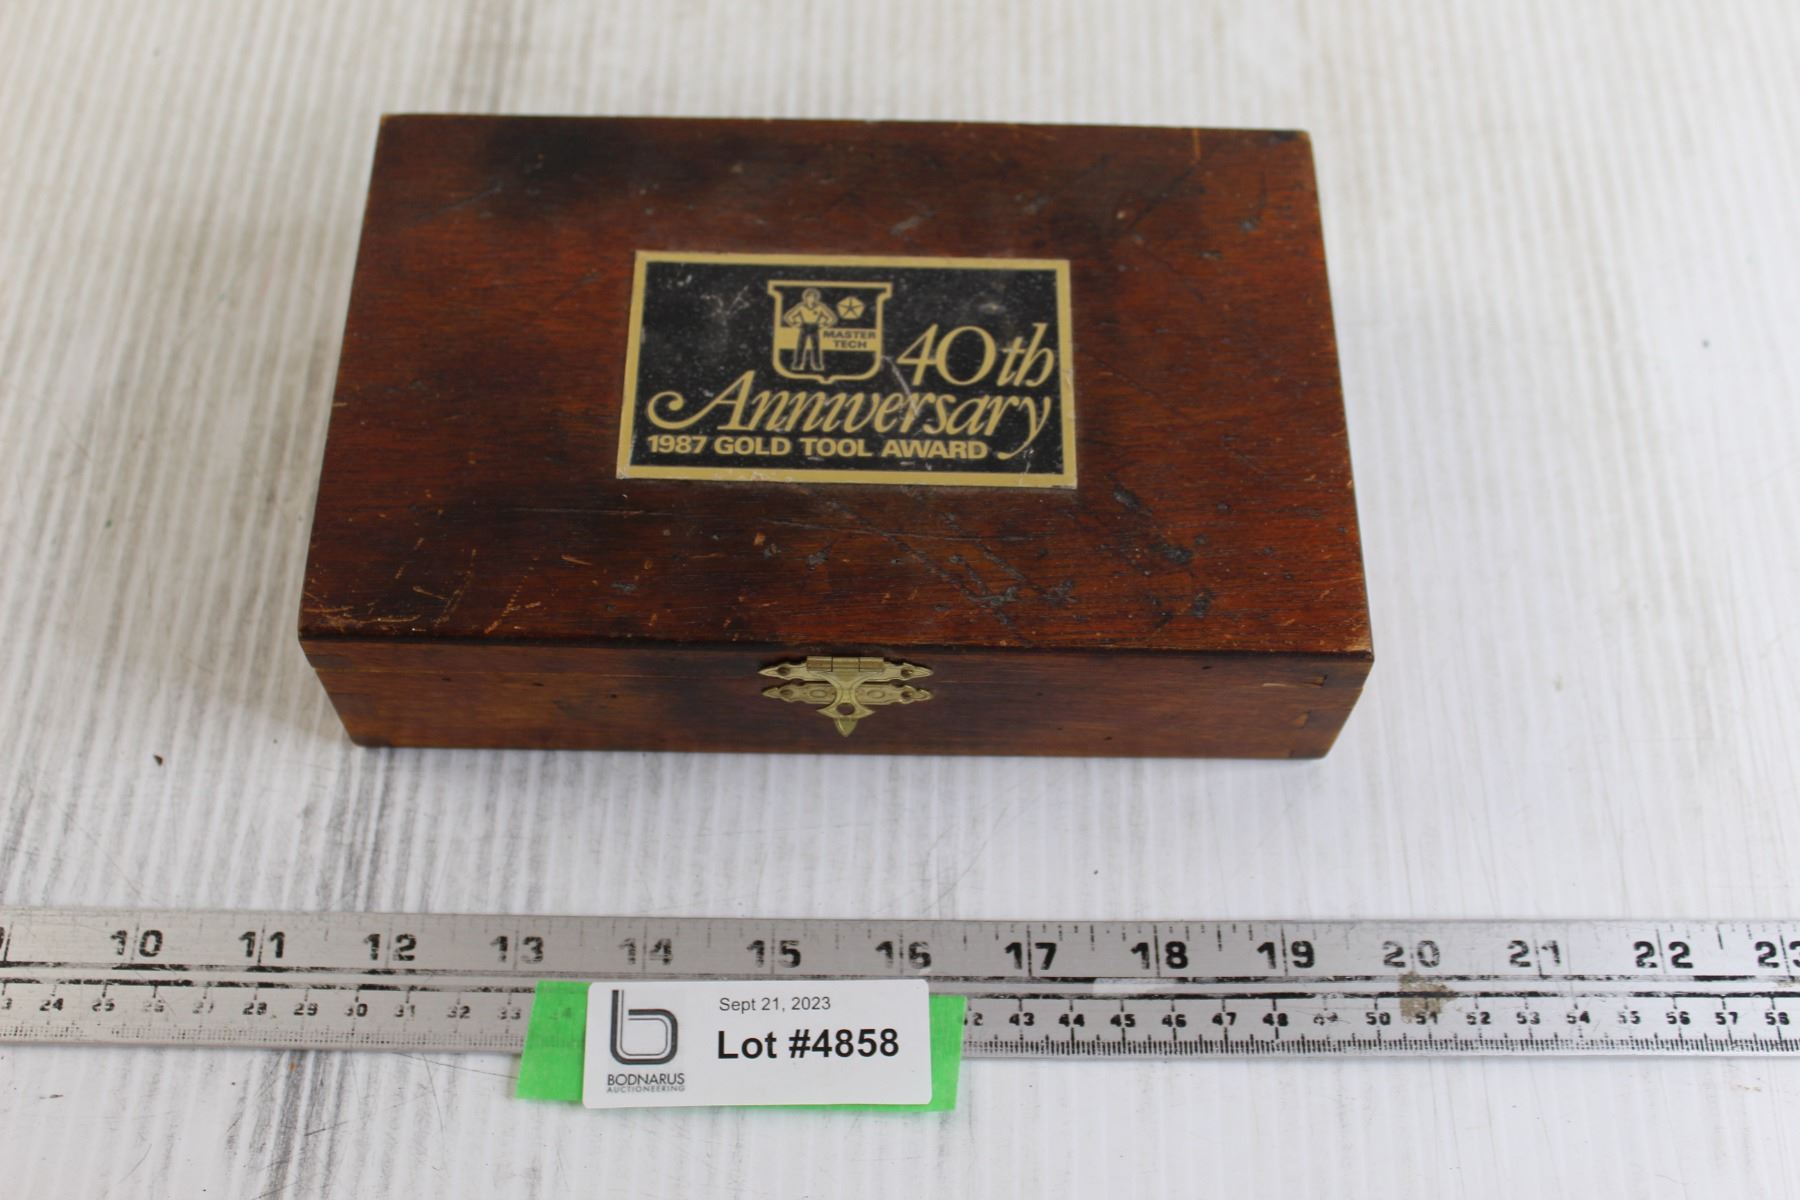 MASTER
TECH
40th
Anniversary
1987 GOLD TOOL AWARD
10 11 12 13 14 15 16 17 18 19 20 21 22 23
24 25 26 27 28 29 30 31 32 33 34 43 44 45 46 47 48 49 50 51 52 53 54 55 56 57 58
Sept 21, 2023
Lot #4858
BODNARUS
AUCTIONEERING